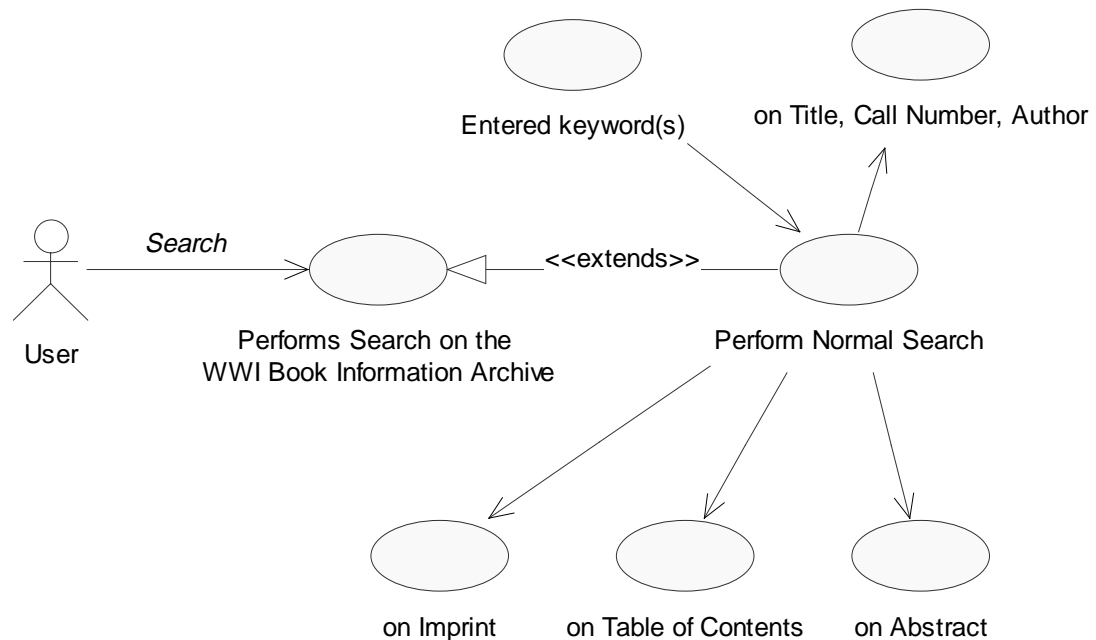 Entered keyword(s)
on Title, Call Number, Author
Search
<<extends>>
User
Performs Search on the
WWI Book Information Archive
Perform Normal Search
on Imprint
on Table of Contents
on Abstract